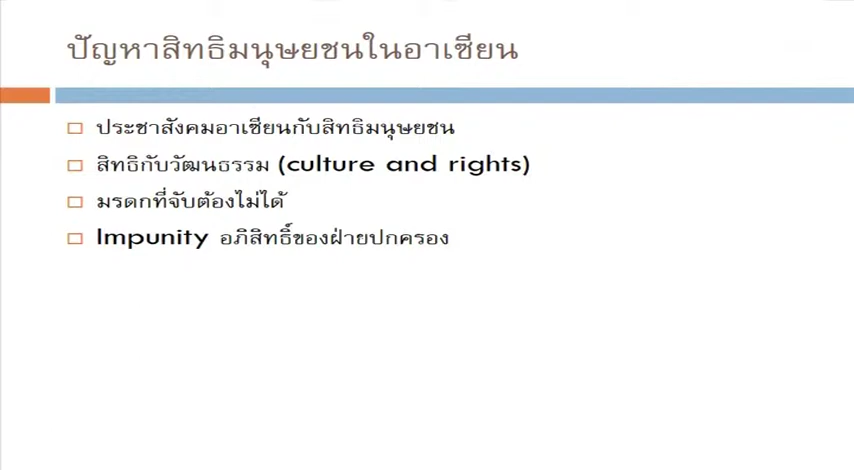 ปัญหาสิทธิมนุษยชนในอาเซียน
ประชาสังคมอาเซียนกับสิทธิมนุษยชน
สิทธิกับวัฒนธรรม (culture and rights)
มรดกที่จับต้องไม่ได้
Impunity อภิสิทธิ์ของฝ่ายปกครอง